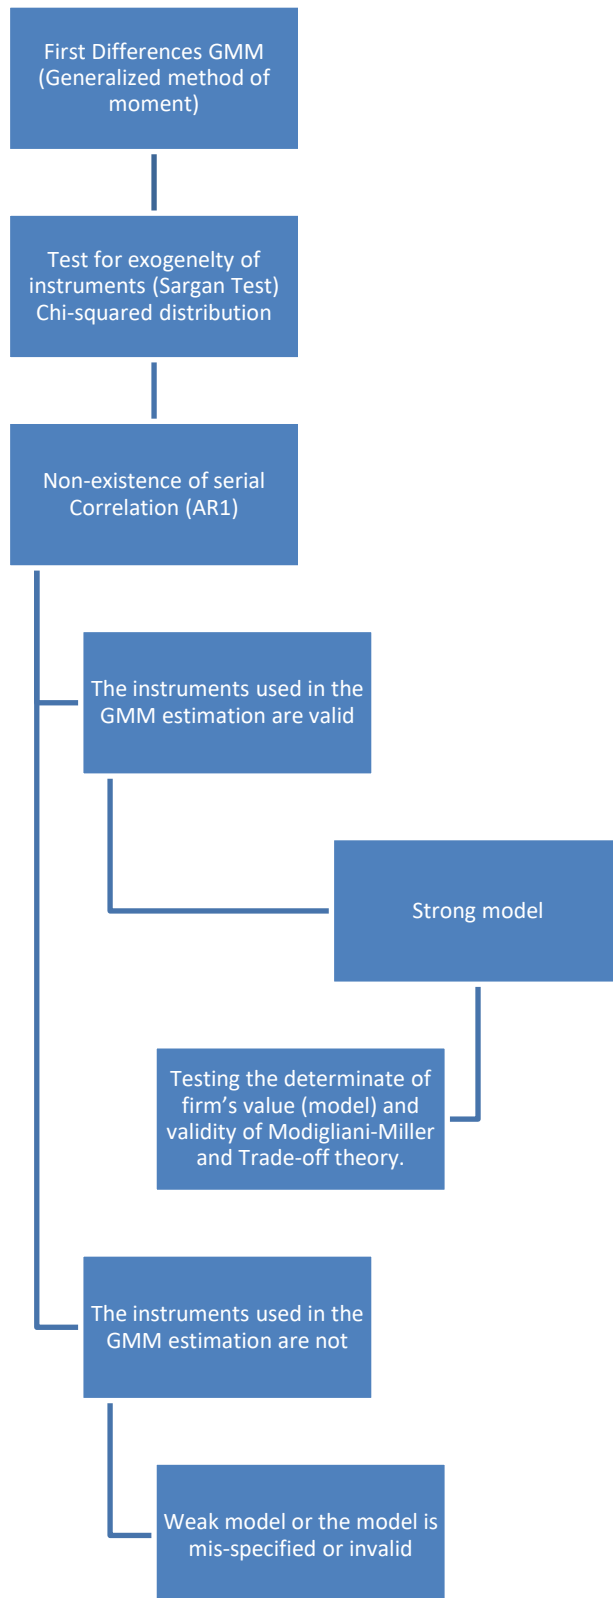 First Differences GMM
(Generalized method of
moment)
Test for exogenelty of
instruments (Sargan Test)
Chi-squared distribution
Non-existence of serial
Correlation (AR1)
The instruments used in the
GMM estimation are valid
Strong model
Testing the determinate of
firm’s value (model) and
validity of Modigliani-Miller
and Trade-off theory.
The instruments used in the
GMM estimation are not
Weak model or the model is
mis-specified or invalid